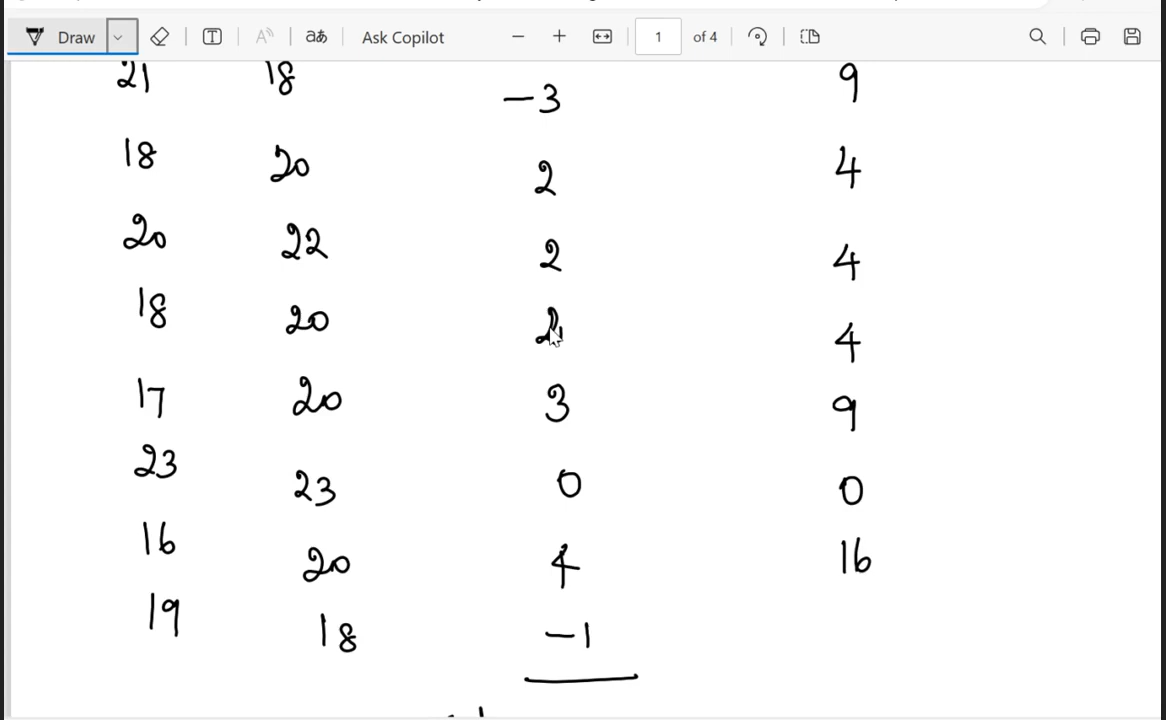 Draw Ask Copilot 1 of 4
21 18 -3 9
18 20 2 4
20 22 2 4
18 20 2 4
17 20 3 9
23 23 0 0
16 20 4 16
19 18 -1